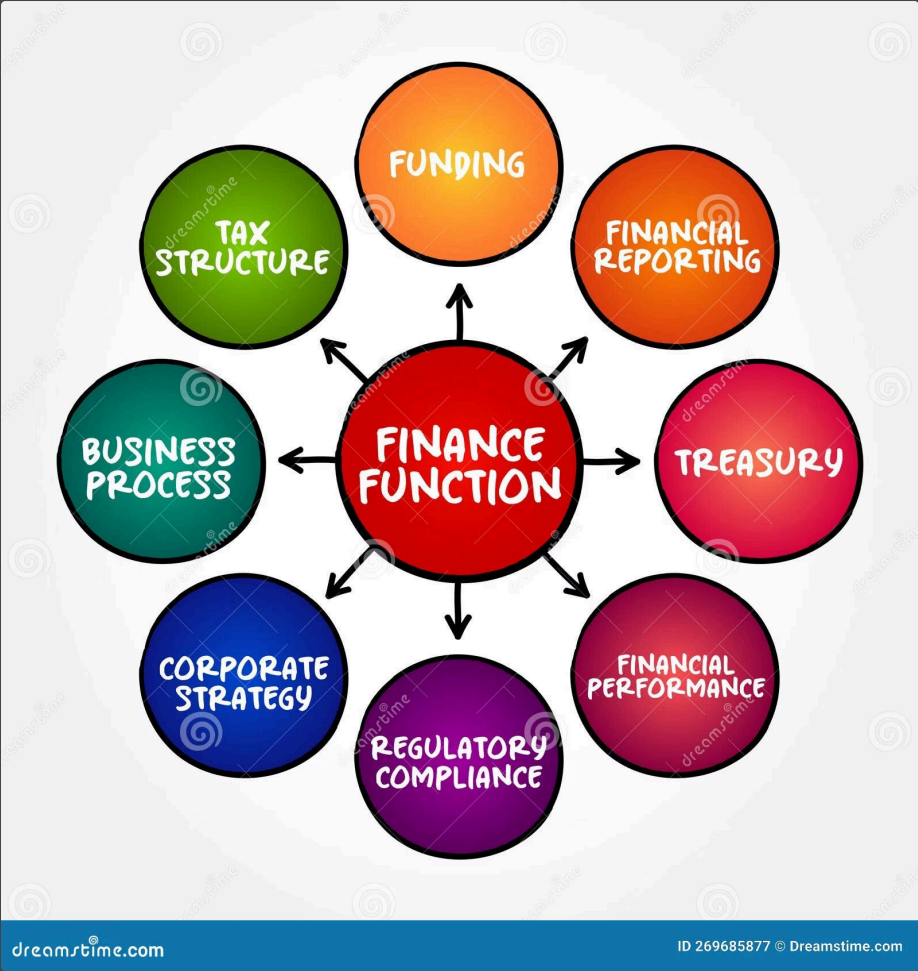 FUNDING
TAX
STRUCTURE
FINANCIAL
REPORTING
BUSINESS
PROCESS
FINANCE
FUNCTION
TREASURY
CORPORATE
STRATEGY
FINANCIAL
PERFORMANCE
REGULATORY
COMPLIANCE
dreamstime.com
ID 269685877 © Dreamstime.com